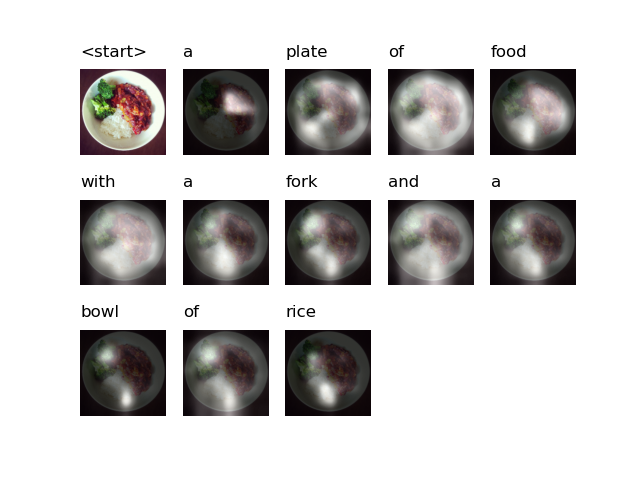 <start> a plate of food
with a fork and a
bowl of rice